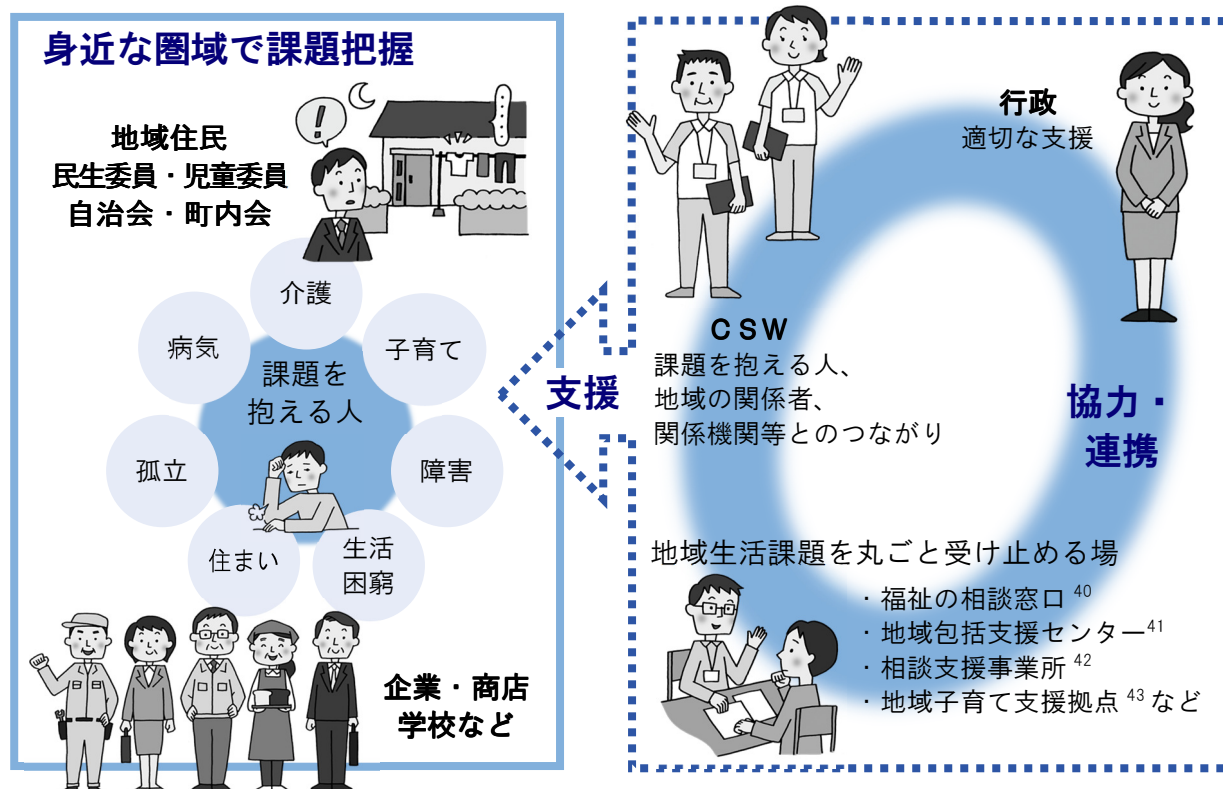 身近な圏域で課題把握
地域住民
民生委員・児童委員
自治会・町内会
!
介護
病気
子育て
課題を
抱える人
孤立
障害
住まい
生活
困窮
企業・商店
学校など
支援
行政
適切な支援
CSW
課題を抱える人、
地域の関係者、
関係機関等とのつながり
協力・
連携
地域生活課題を丸ごと受け止める場
・福祉の相談窓口 40
・地域包括支援センター41
・相談支援事業所 42
・地域子育て支援拠点 43 など